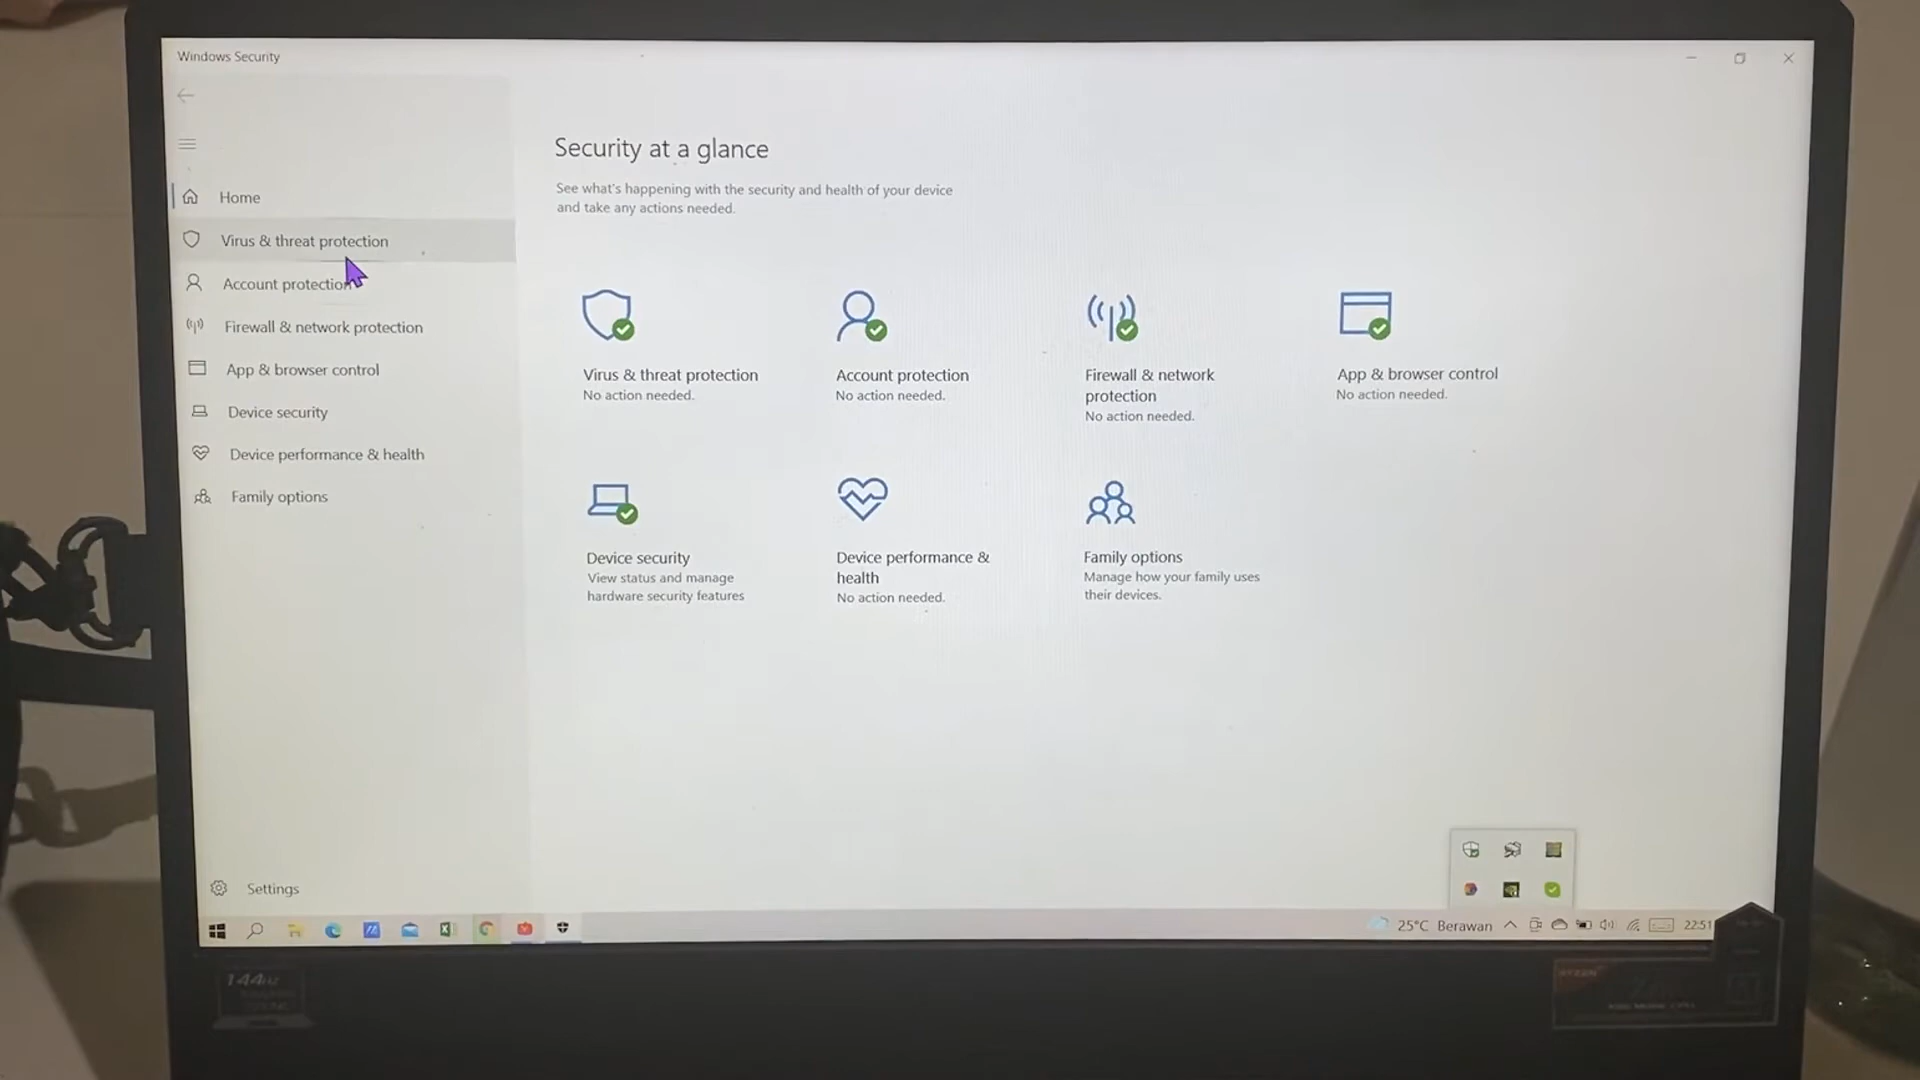 Windows Security
Home
Virus & threat protection
Account protection
Firewall & network protection
App & browser control
Device security
Device performance & health
Family options
Settings
Security at a glance
See what's happening with the security and health of your device
and take any actions needed.
Virus & threat protection
No action needed.
Account protection
No action needed.
Firewall & network
protection
No action needed.
App & browser control
No action needed.
Device security
View status and manage
hardware security features
Device performance &
health
No action needed.
Family options
Manage how your family uses
their devices.
25°C Berawan
22:51
144Hz
RYZEN